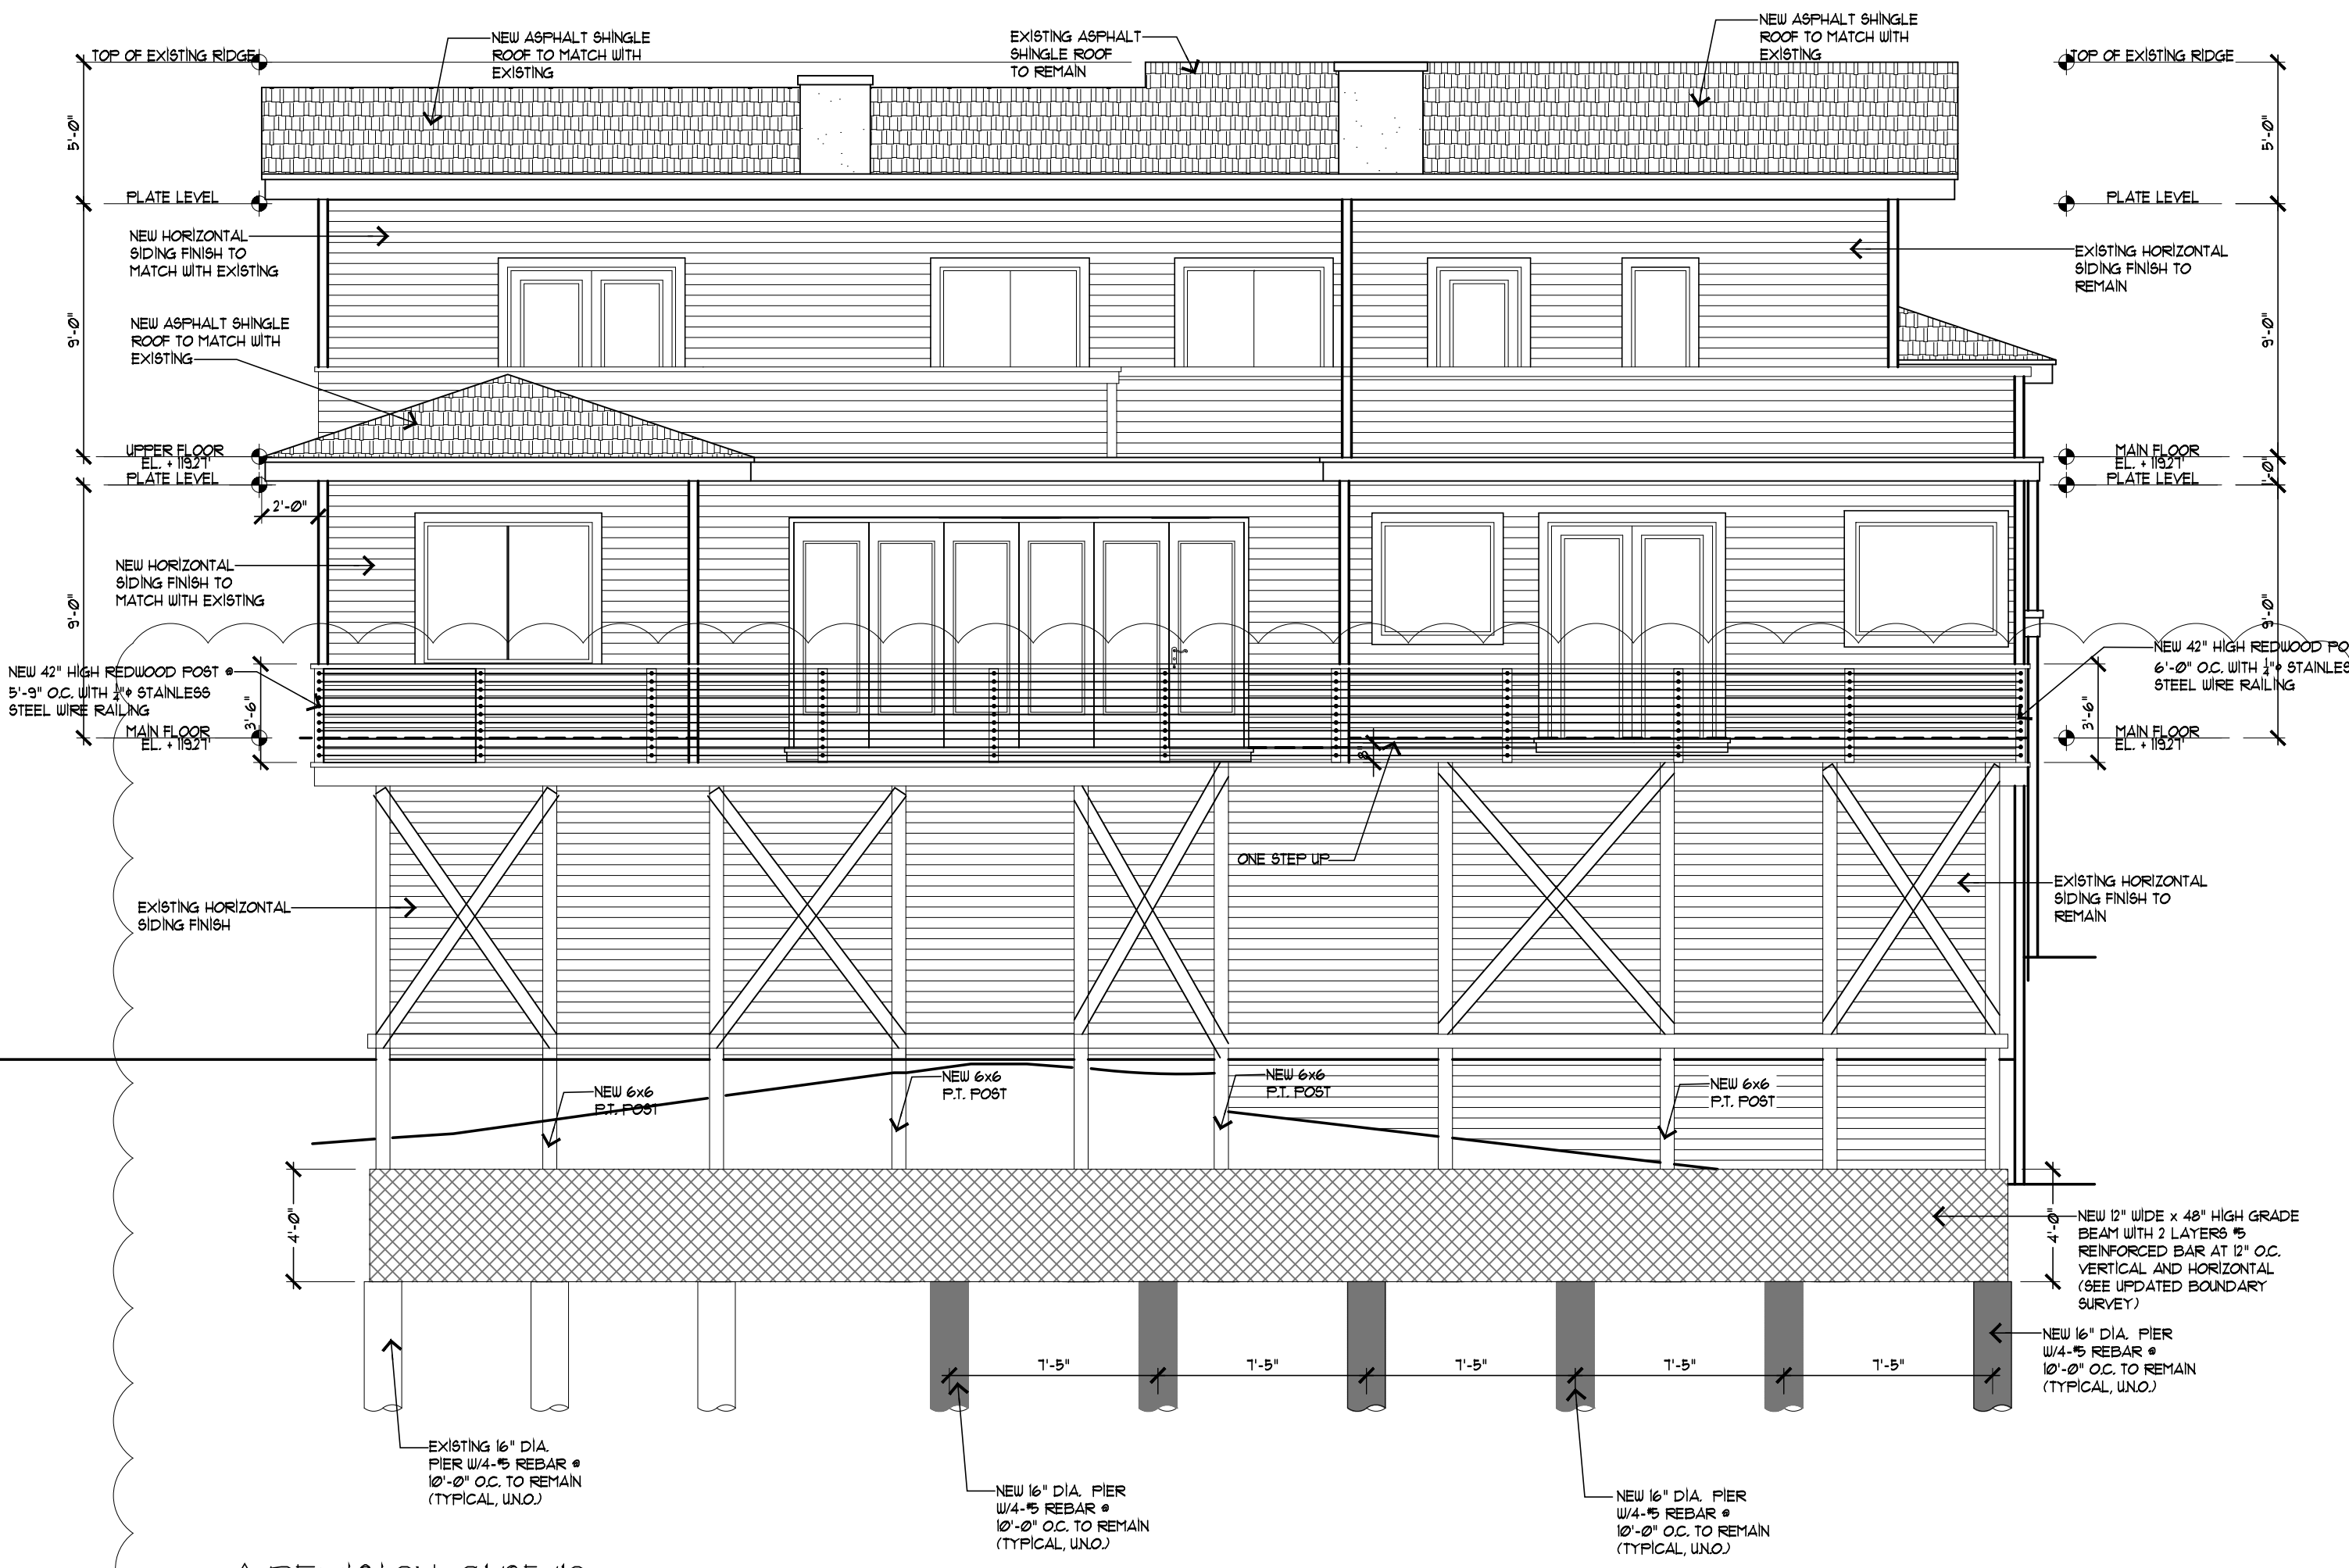 NEW ASPHALT SHINGLE
ROOF TO MATCH WITH
EXISTING
EXISTING ASPHALT
SHINGLE ROOF
TO REMAIN
NEW ASPHALT SHINGLE
ROOF TO MATCH WITH
EXISTING
TOP OF EXISTING RIDGE
TOP OF EXISTING RIDGE
5'-0"
5'-0"
PLATE LEVEL
PLATE LEVEL
NEW HORIZONTAL
SIDING FINISH TO
MATCH WITH EXISTING
EXISTING HORIZONTAL
SIDING FINISH TO
REMAIN
9'-0"
9'-0"
NEW ASPHALT SHINGLE
ROOF TO MATCH WITH
EXISTING
UPPER FLOOR
EL. + 119.27'
PLATE LEVEL
MAIN FLOOR
EL. + 119.27'
PLATE LEVEL
1'-0"
2'-0"
NEW HORIZONTAL
SIDING FINISH TO
MATCH WITH EXISTING
9'-0"
9'-0"
NEW 42" HIGH REDWOOD POST @
5'-9" O.C. WITH ¼"⌀ STAINLESS
STEEL WIRE RAILING
NEW 42" HIGH REDWOOD PO
6'-0" O.C. WITH ¼"⌀ STAINLES
STEEL WIRE RAILING
3'-6"
3'-6"
MAIN FLOOR
EL. + 119.27'
MAIN FLOOR
EL. + 119.27'
8"
ONE STEP UP
EXISTING HORIZONTAL
SIDING FINISH
EXISTING HORIZONTAL
SIDING FINISH TO
REMAIN
NEW 6x6
P.T. POST
NEW 6x6
P.T. POST
NEW 6x6
P.T. POST
NEW 6x6
P.T. POST
4'-0"
4'-0"
NEW 12" WIDE x 48" HIGH GRADE
BEAM WITH 2 LAYERS #5
REINFORCED BAR AT 12" O.C.
VERTICAL AND HORIZONTAL
(SEE UPDATED BOUNDARY
SURVEY)
NEW 16" DIA. PIER
W/4-#5 REBAR @
10'-0" O.C. TO REMAIN
(TYPICAL, U.N.O.)
7'-5"
7'-5"
7'-5"
7'-5"
7'-5"
EXISTING 16" DIA.
PIER W/4-#5 REBAR @
10'-0" O.C. TO REMAIN
(TYPICAL, U.N.O.)
NEW 16" DIA. PIER
W/4-#5 REBAR @
10'-0" O.C. TO REMAIN
(TYPICAL, U.N.O.)
NEW 16" DIA. PIER
W/4-#5 REBAR @
10'-0" O.C. TO REMAIN
(TYPICAL, U.N.O.)